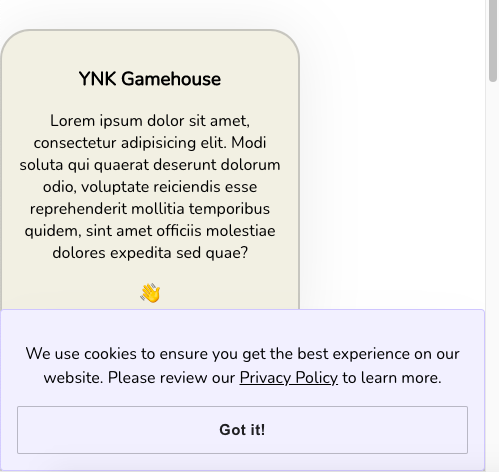 YNK Gamehouse
Lorem ipsum dolor sit amet,
consectetur adipisicing elit. Modi
soluta qui quaerat deserunt dolorum
odio, voluptate reiciendis esse
reprehenderit mollitia temporibus
quidem, sint amet officiis molestiae
dolores expedita sed quae?
👋
We use cookies to ensure you get the best experience on our
website. Please review our Privacy Policy to learn more.
Got it!